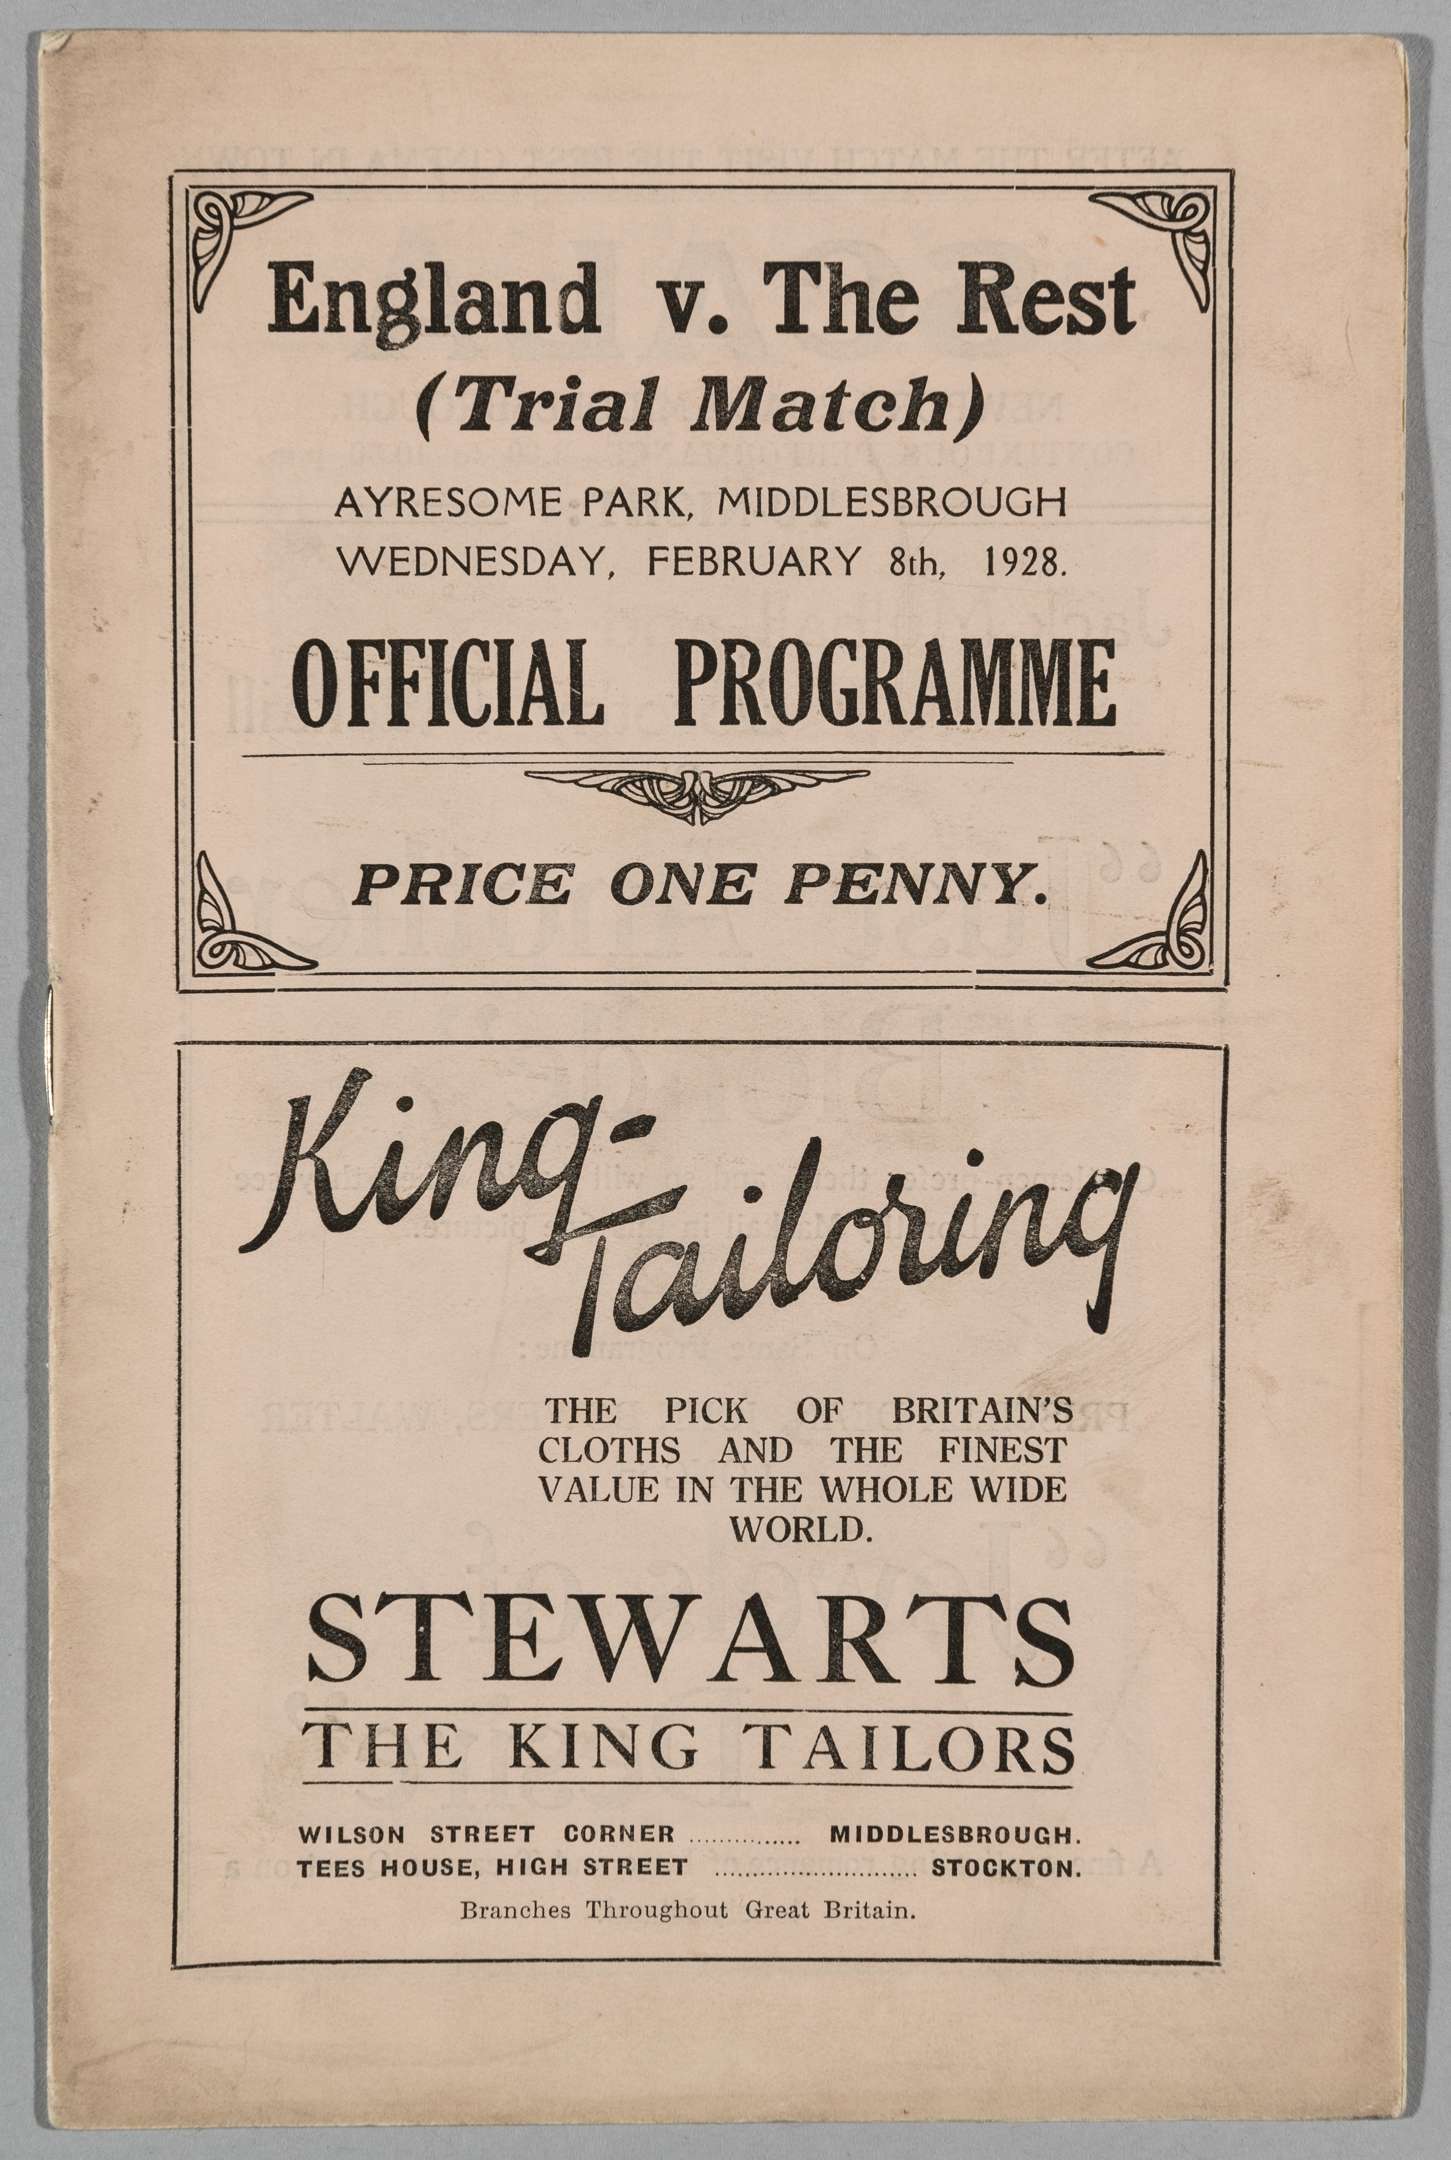 England v. The Rest
(Trial Match)
AYRESOME PARK, MIDDLESBROUGH
WEDNESDAY, FEBRUARY 8th, 1928.
OFFICIAL PROGRAMME
PRICE ONE PENNY.
King-
Tailoring
THE PICK OF BRITAIN'S
CLOTHS AND THE FINEST
VALUE IN THE WHOLE WIDE
WORLD.
STEWARTS
THE KING TAILORS
WILSON STREET CORNER ............... MIDDLESBROUGH.
TEES HOUSE, HIGH STREET ............................ STOCKTON.
Branches Throughout Great Britain.